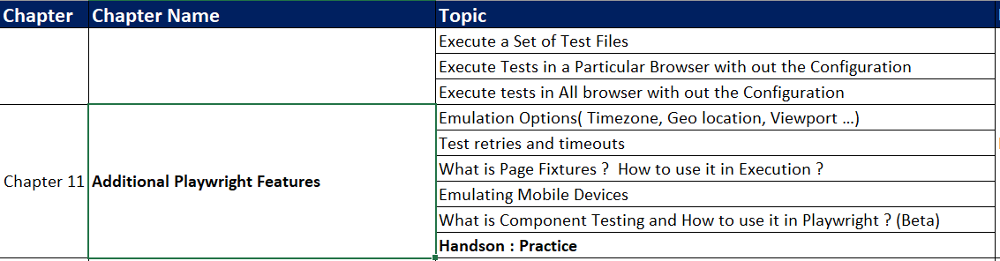 Chapter Chapter Name Topic
Execute a Set of Test Files
Execute Tests in a Particular Browser with out the Configuration
Execute tests in All browser with out the Configuration
Emulation Options( Timezone, Geo location, Viewport ...)
Test retries and timeouts
What is Page Fixtures ? How to use it in Execution ?
Chapter 11 Additional Playwright Features
Emulating Mobile Devices
What is Component Testing and How to use it in Playwright ? (Beta)
Handson : Practice